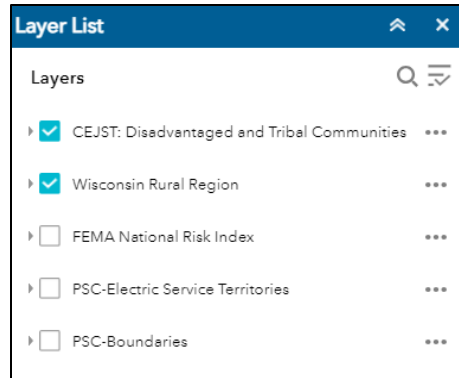 Layer List
Layers
CEJST: Disadvantaged and Tribal Communities
Wisconsin Rural Region
FEMA National Risk Index
PSC-Electric Service Territories
PSC-Boundaries